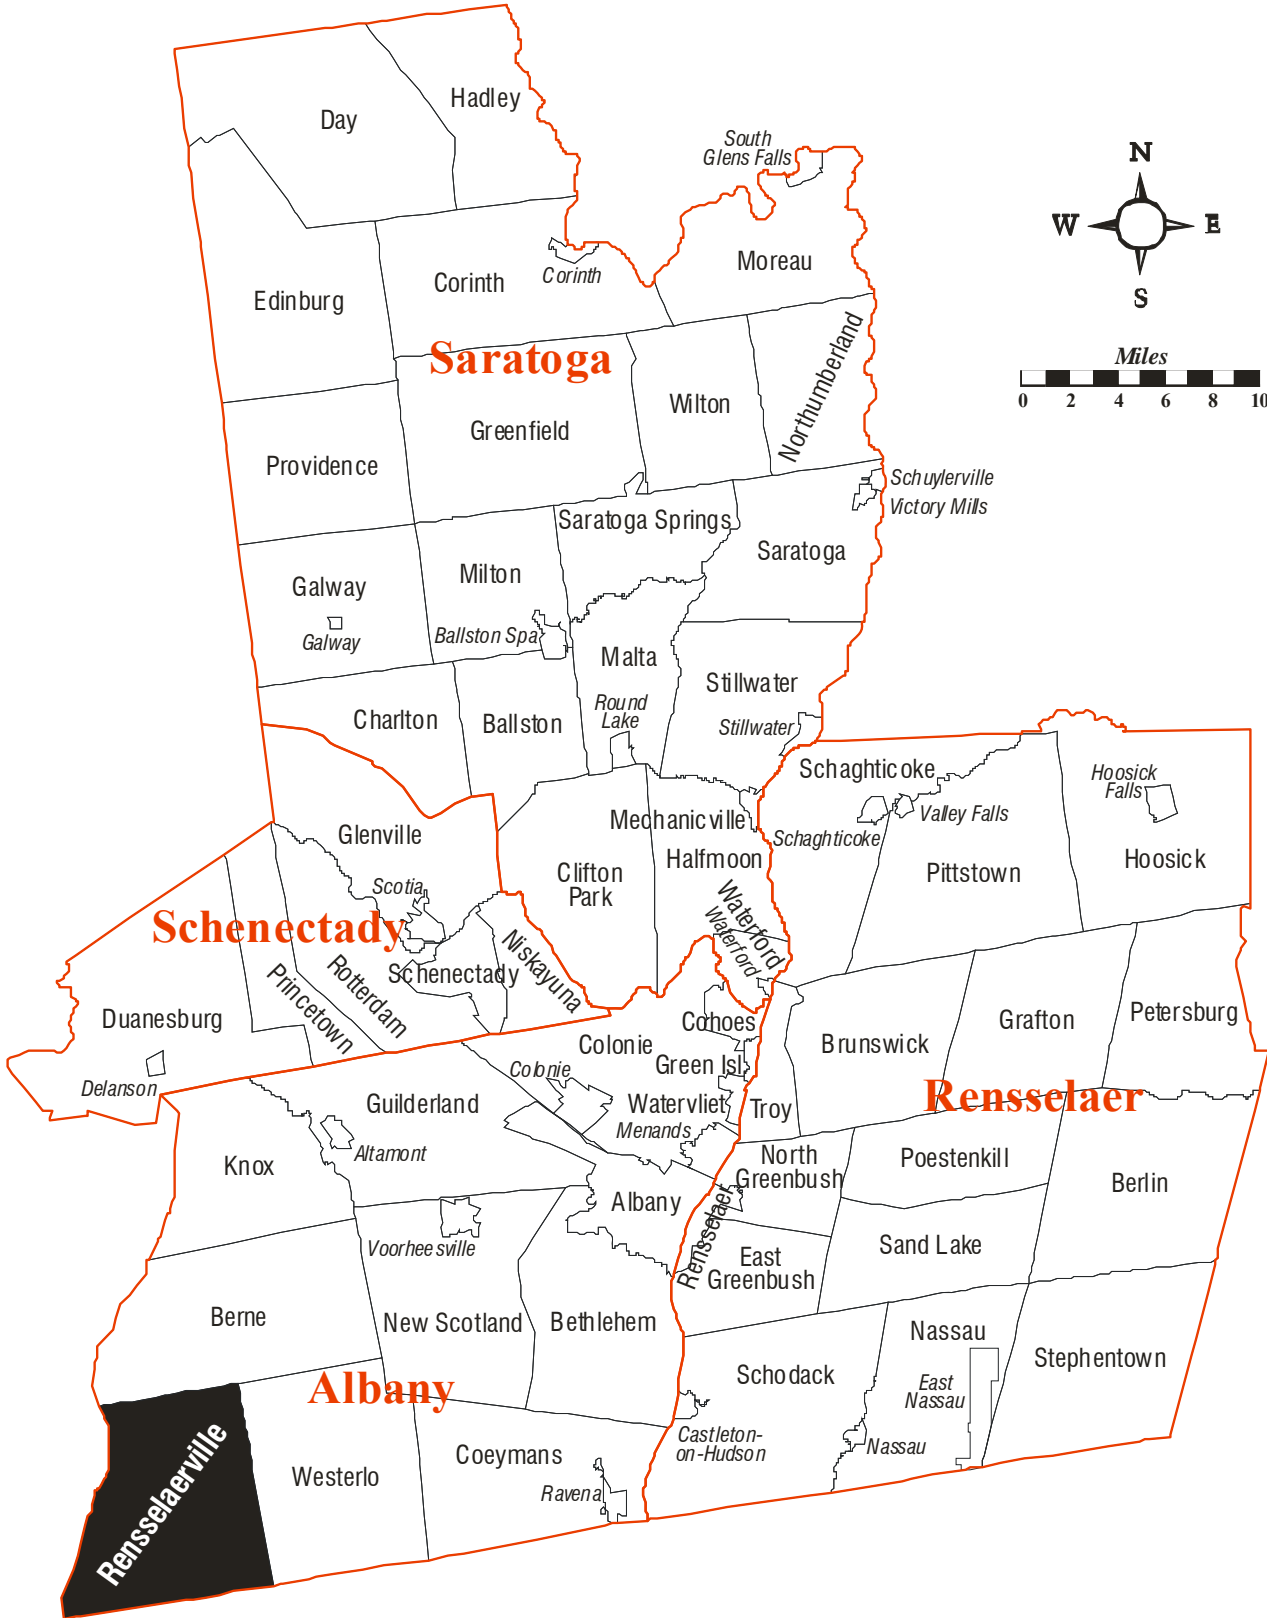 Hadley
Day
South
Glens Falls
N
W
E
S
Moreau
Corinth
Corinth
Edinburg
Miles
0 2 4 6 8 10
Saratoga
Northumberland
Wilton
Greenfield
Providence
Schuylerville
Victory Mills
Saratoga Springs
Saratoga
Milton
Galway
Galway
Ballston Spa
Malta
Stillwater
Round
Lake
Stillwater
Charlton
Ballston
Schaghticoke
Hoosick
Falls
Valley Falls
Schaghticoke
Mechanicville
Glenville
Halfmoon
Hoosick
Clifton
Park
Pittstown
Scotia
Waterford
Waterford
Schenectady
Niskayuna
Schenectady
Rotterdam
Princetown
Duanesburg
Delanson
Cohoes
Colonie
Green Isl.
Colonie
Brunswick
Grafton
Petersburg
Rensselaer
Guilderland
Watervliet
Menands
Troy
Altamont
Knox
North
Greenbush
Poestenkill
Berlin
Albany
Rensselaer
Voorheesville
East
Greenbush
Sand Lake
Berne
New Scotland
Bethlehem
Nassau
Stephentown
Schodack
East
Nassau
Albany
Castleton-
on-Hudson
Nassau
Coeymans
Westerlo
Ravena
Rensselaerville